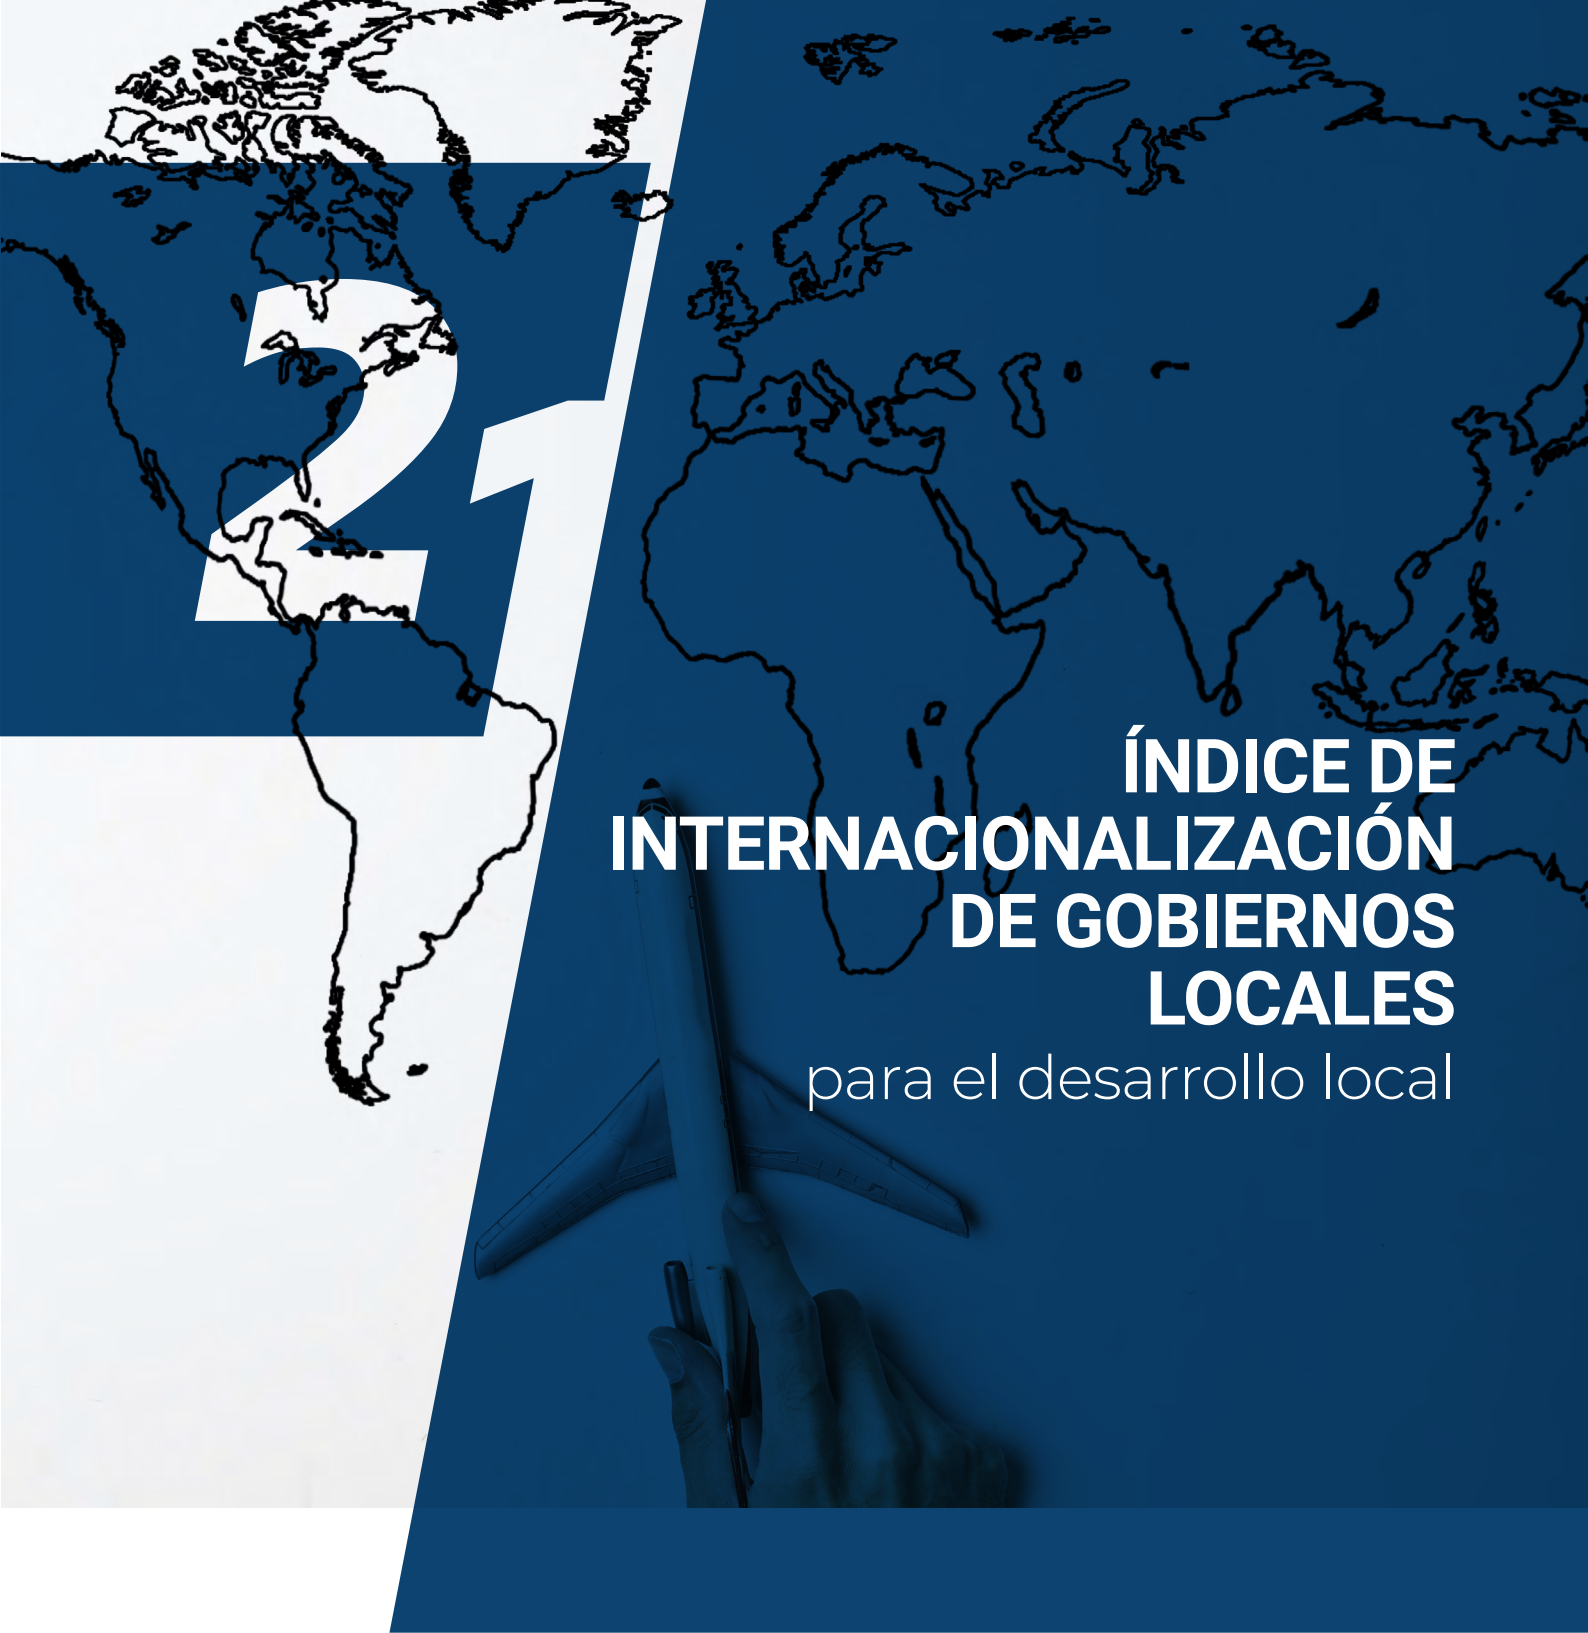 21
ÍNDICE DE
INTERNACIONALIZACIÓN
DE GOBIERNOS
LOCALES
para el desarrollo local